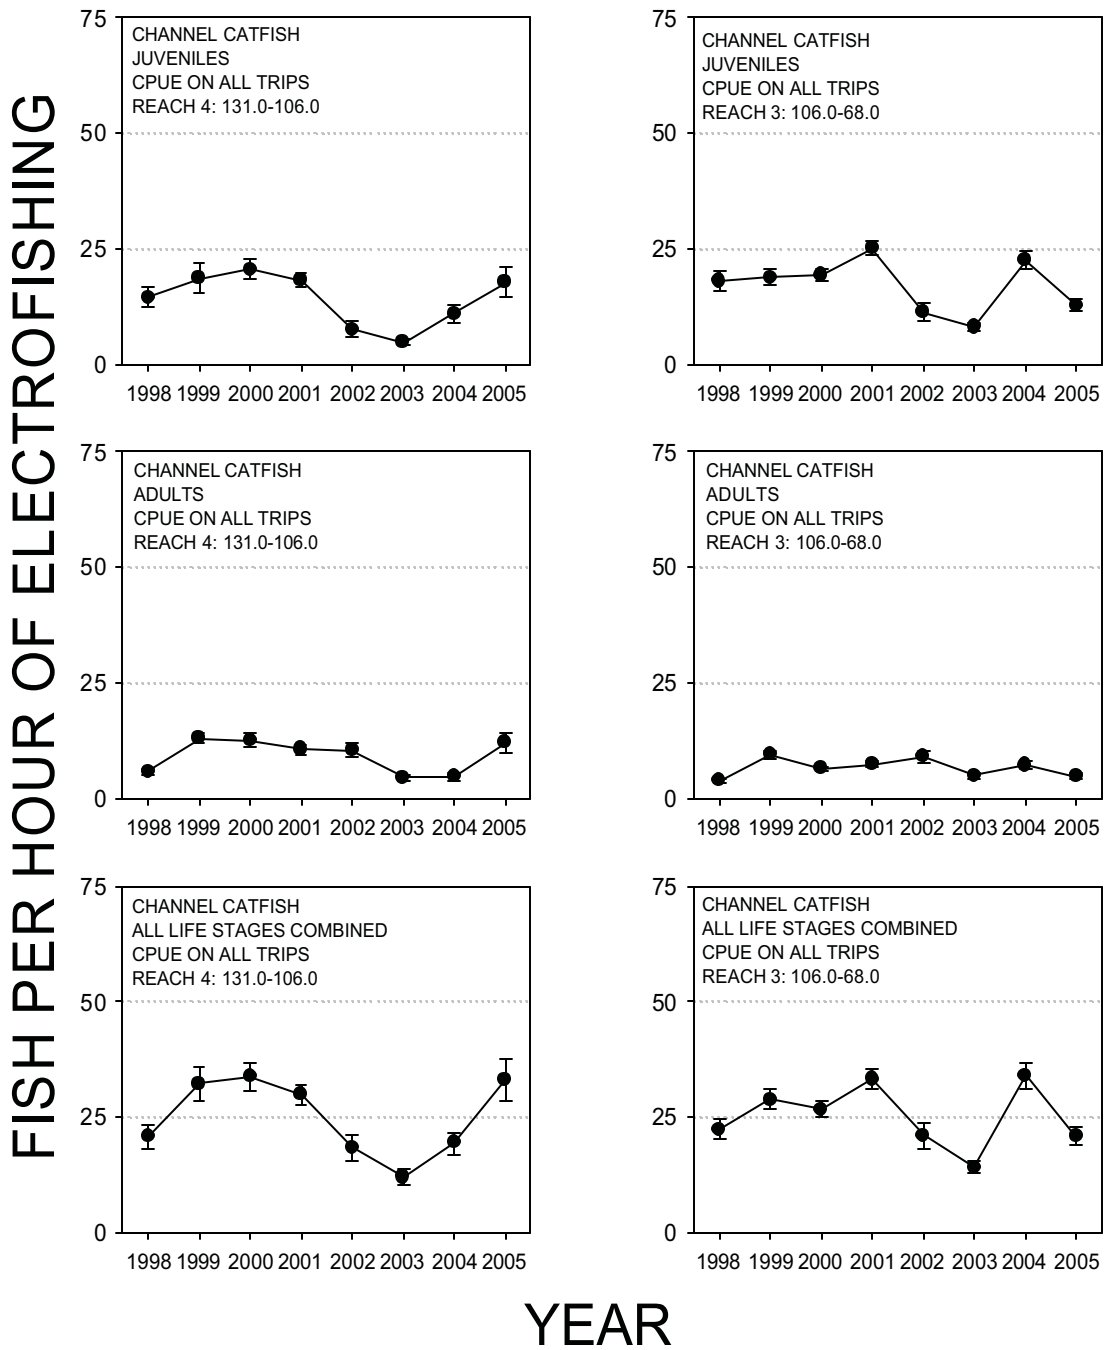 FISH PER HOUR OF ELECTROFISHING
75
50
25
0
CHANNEL CATFISH
JUVENILES
CPUE ON ALL TRIPS
REACH 4: 131.0-106.0
1998 1999 2000 2001 2002 2003 2004 2005
75
50
25
0
CHANNEL CATFISH
JUVENILES
CPUE ON ALL TRIPS
REACH 3: 106.0-68.0
1998 1999 2000 2001 2002 2003 2004 2005
75
50
25
0
CHANNEL CATFISH
ADULTS
CPUE ON ALL TRIPS
REACH 4: 131.0-106.0
1998 1999 2000 2001 2002 2003 2004 2005
75
50
25
0
CHANNEL CATFISH
ADULTS
CPUE ON ALL TRIPS
REACH 3: 106.0-68.0
1998 1999 2000 2001 2002 2003 2004 2005
75
50
25
0
CHANNEL CATFISH
ALL LIFE STAGES COMBINED
CPUE ON ALL TRIPS
REACH 4: 131.0-106.0
1998 1999 2000 2001 2002 2003 2004 2005
75
50
25
0
CHANNEL CATFISH
ALL LIFE STAGES COMBINED
CPUE ON ALL TRIPS
REACH 3: 106.0-68.0
1998 1999 2000 2001 2002 2003 2004 2005
YEAR